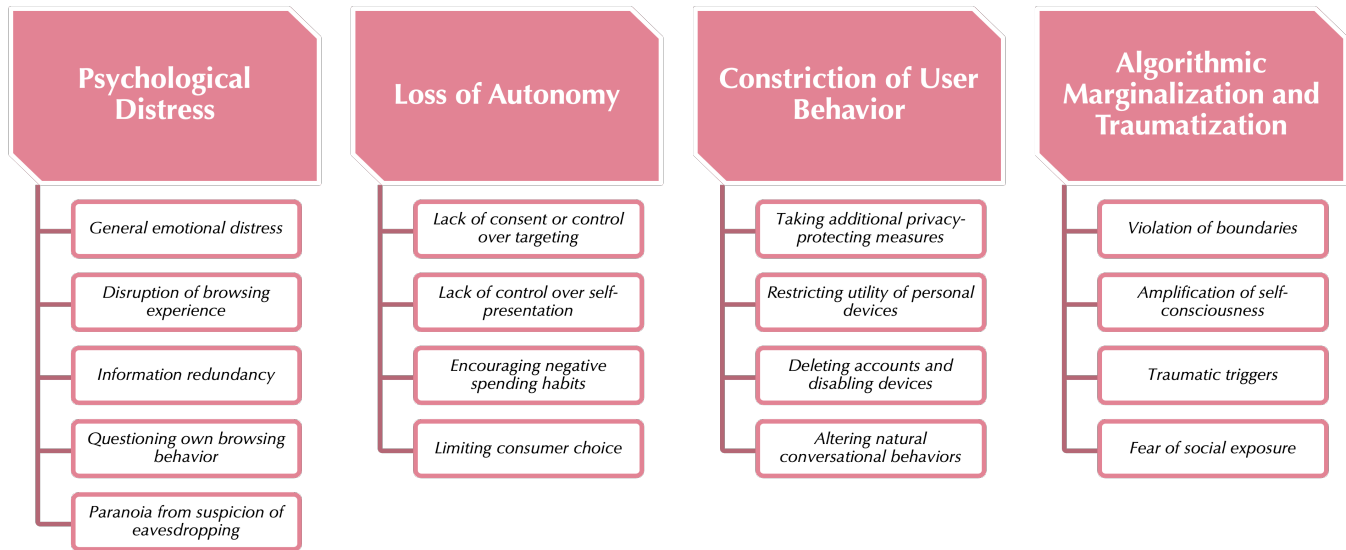 Psychological
Distress
General emotional distress
Disruption of browsing
experience
Information redundancy
Questioning own browsing
behavior
Paranoia from suspicion of
eavesdropping
Loss of Autonomy
Lack of consent or control
over targeting
Lack of control over self-
presentation
Encouraging negative
spending habits
Limiting consumer choice
Constriction of User
Behavior
Taking additional privacy-
protecting measures
Restricting utility of personal
devices
Deleting accounts and
disabling devices
Altering natural
conversational behaviors
Algorithmic
Marginalization and
Traumatization
Violation of boundaries
Amplification of self-
consciousness
Traumatic triggers
Fear of social exposure